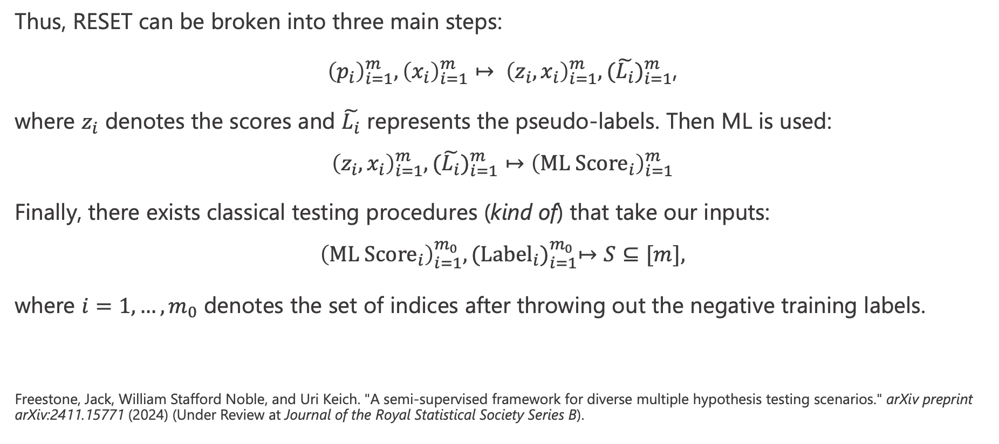 Thus, RESET can be broken into three main steps:
$(p_i)_{i=1}^{m}, (x_i)_{i=1}^{m} \mapsto (z_i, x_i)_{i=1}^{m}, (\widetilde{L}_i)_{i=1}^{m},$
where $z_i$ denotes the scores and $\widetilde{L}_i$ represents the pseudo-labels. Then ML is used:
$(z_i, x_i)_{i=1}^{m}, (\widetilde{L}_i)_{i=1}^{m} \mapsto (\text{ML Score}_i)_{i=1}^{m}$
Finally, there exists classical testing procedures (kind of) that take our inputs:
$(\text{ML Score}_i)_{i=1}^{m_0}, (\text{Label}_i)_{i=1}^{m_0} \mapsto S \subseteq [m],$
where $i = 1, \dots, m_0$ denotes the set of indices after throwing out the negative training labels.
Freestone, Jack, William Stafford Noble, and Uri Keich. "A semi-supervised framework for diverse multiple hypothesis testing scenarios." arXiv preprint
arXiv:2411.15771 (2024) (Under Review at Journal of the Royal Statistical Society Series B).